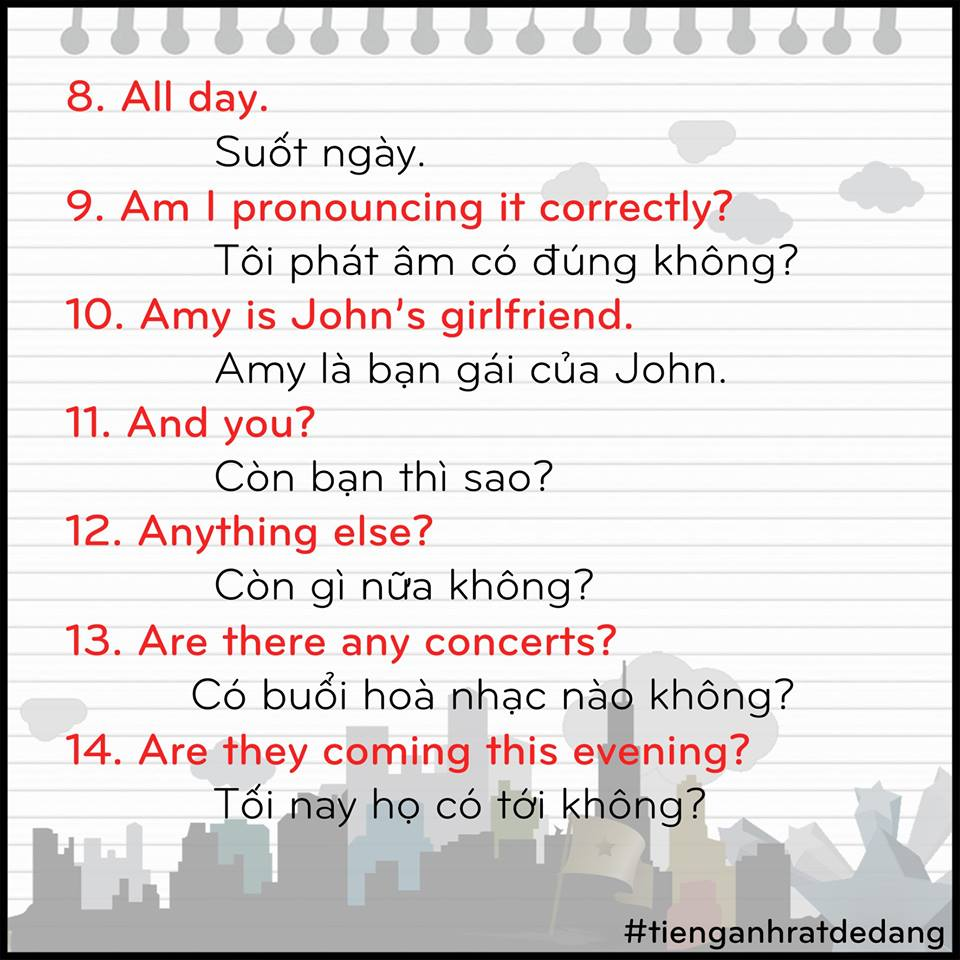 8. All day.
Suốt ngày.
9. Am I pronouncing it correctly?
Tôi phát âm có đúng không?
10. Amy is John's girlfriend.
Amy là bạn gái của John.
11. And you?
Còn bạn thì sao?
12. Anything else?
Còn gì nữa không?
13. Are there any concerts?
Có buổi hoà nhạc nào không?
14. Are they coming this evening?
Tối nay họ có tới không?
#tienganhratdedang